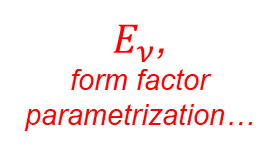 E_ν,
form factor
parametrization…